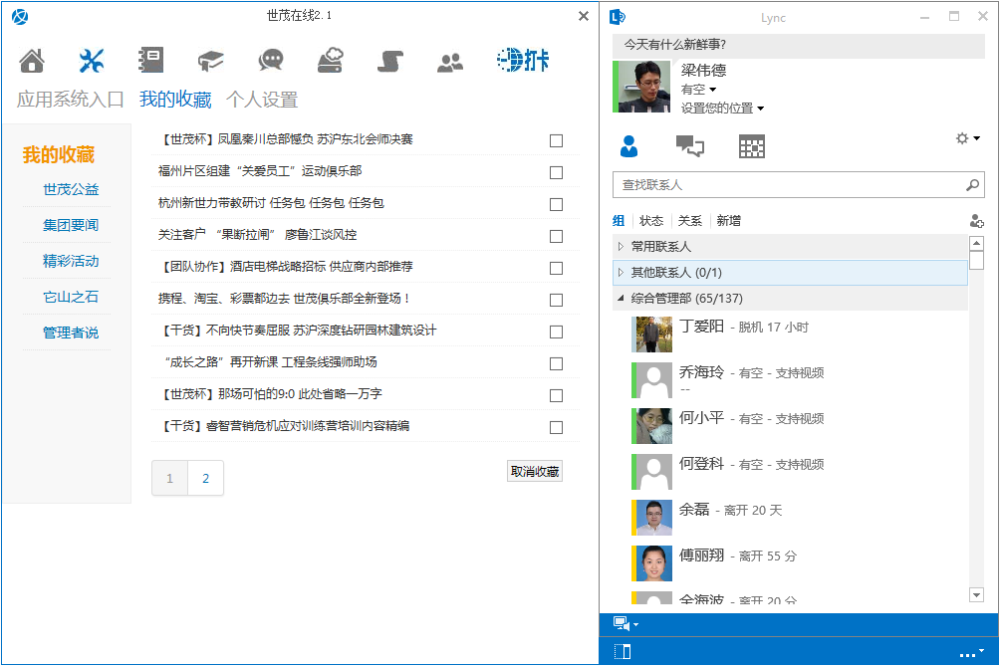 世茂在线2.1
打卡
应用系统入口 我的收藏 个人设置
我的收藏
世茂公益
集团要闻
精彩活动
它山之石
管理者说
【世茂杯】凤凰秦川总部憾负 苏沪东北会师决赛
福州片区组建“关爱员工”运动俱乐部
杭州新世力带教研讨 任务包 任务包 任务包
关注客户 “果断拉闸” 廖鲁江谈风控
【团队协作】酒店电梯战略招标 供应商内部推荐
携程、淘宝、彩票都边去 世茂俱乐部全新登场！
【干货】不向快节奏屈服 苏沪深度钻研园林建筑设计
“成长之路”再开新课 工程条线强师助场
【世茂杯】那场可怕的9:0 此处省略一万字
【干货】睿智营销危机应对训练营培训内容精编
1 2
取消收藏
Lync
今天有什么新鲜事?
梁伟德
有空
设置您的位置
查找联系人
组 状态 关系 新增
常用联系人
其他联系人 (0/1)
综合管理部 (65/137)
丁爱阳 - 脱机 17 小时
乔海玲 - 有空 - 支持视频
--
何小平 - 有空 - 支持视频
何登科 - 有空 - 支持视频
余磊 - 离开 20 天
傅丽翔 - 离开 55 分
全海波 - 离开 20 分